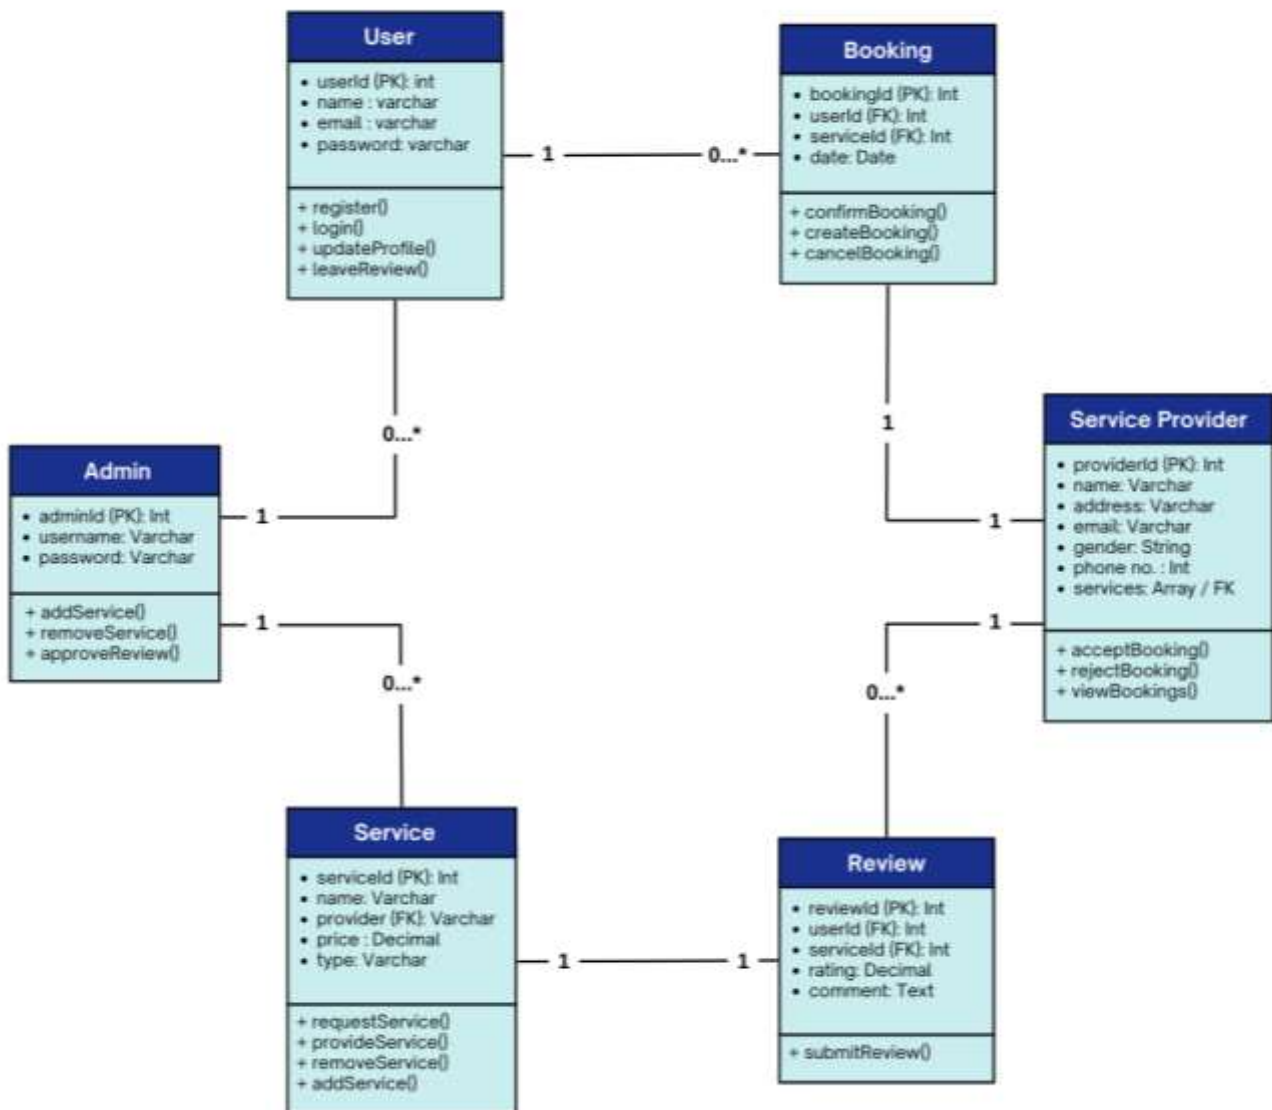 User
• userId (PK): int
• name : varchar
• email : varchar
• password: varchar
+ register()
+ login()
+ updateProfile()
+ leaveReview()
1
0...*
Booking
• bookingId (PK): Int
• userId (FK): Int
• serviceId (FK): Int
• date: Date
+ confirmBooking()
+ createBooking()
+ cancelBooking()
0...*
1
Admin
• adminId (PK): Int
• username: Varchar
• password: Varchar
+ addService()
+ removeService()
+ approveReview()
1
1
0...*
Service Provider
• providerId (PK): Int
• name: Varchar
• address: Varchar
• email: Varchar
• gender: String
• phone no. : Int
• services: Array / FK
+ acceptBooking()
+ rejectBooking()
+ viewBookings()
1
1
0...*
Service
• serviceId (PK): Int
• name: Varchar
• provider (FK): Varchar
• price : Decimal
• type: Varchar
+ requestService()
+ provideService()
+ removeService()
+ addService()
1
1
Review
• reviewId (PK): Int
• userId (FK): Int
• serviceId (FK): Int
• rating: Decimal
• comment: Text
+ submitReview()